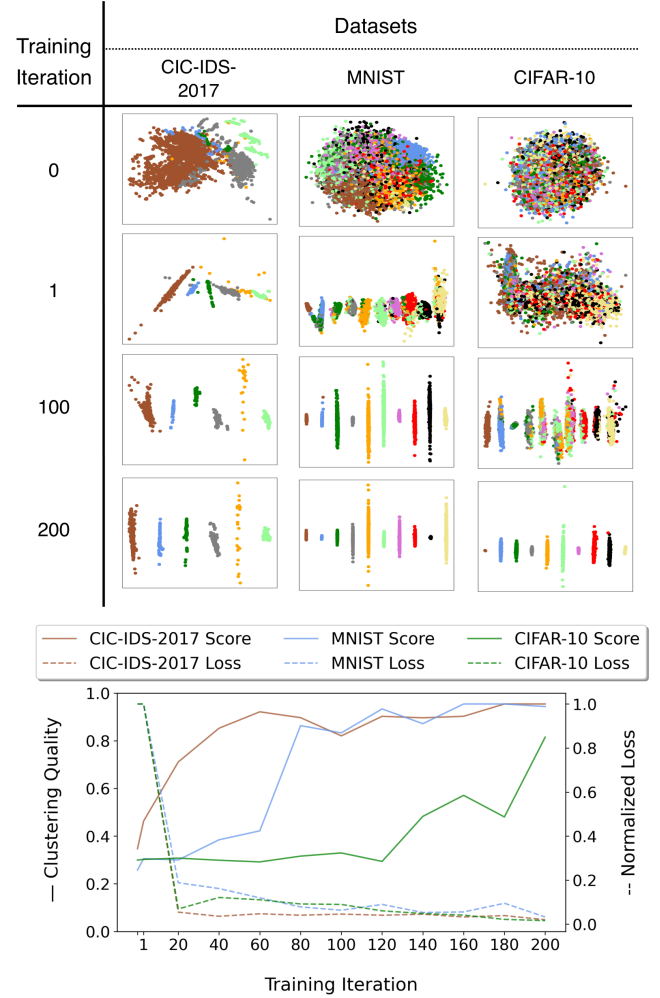 Datasets
Training
Iteration
CIC-IDS-
2017
MNIST
CIFAR-10
0
1
100
200
CIC-IDS-2017 Score
MNIST Score
CIFAR-10 Score
CIC-IDS-2017 Loss
MNIST Loss
CIFAR-10 Loss
— Clustering Quality
1.0
0.8
0.6
0.4
0.2
0.0
1.0
0.8
0.6
0.4
0.2
0.0
-- Normalized Loss
1 20 40 60 80 100 120 140 160 180 200
Training Iteration